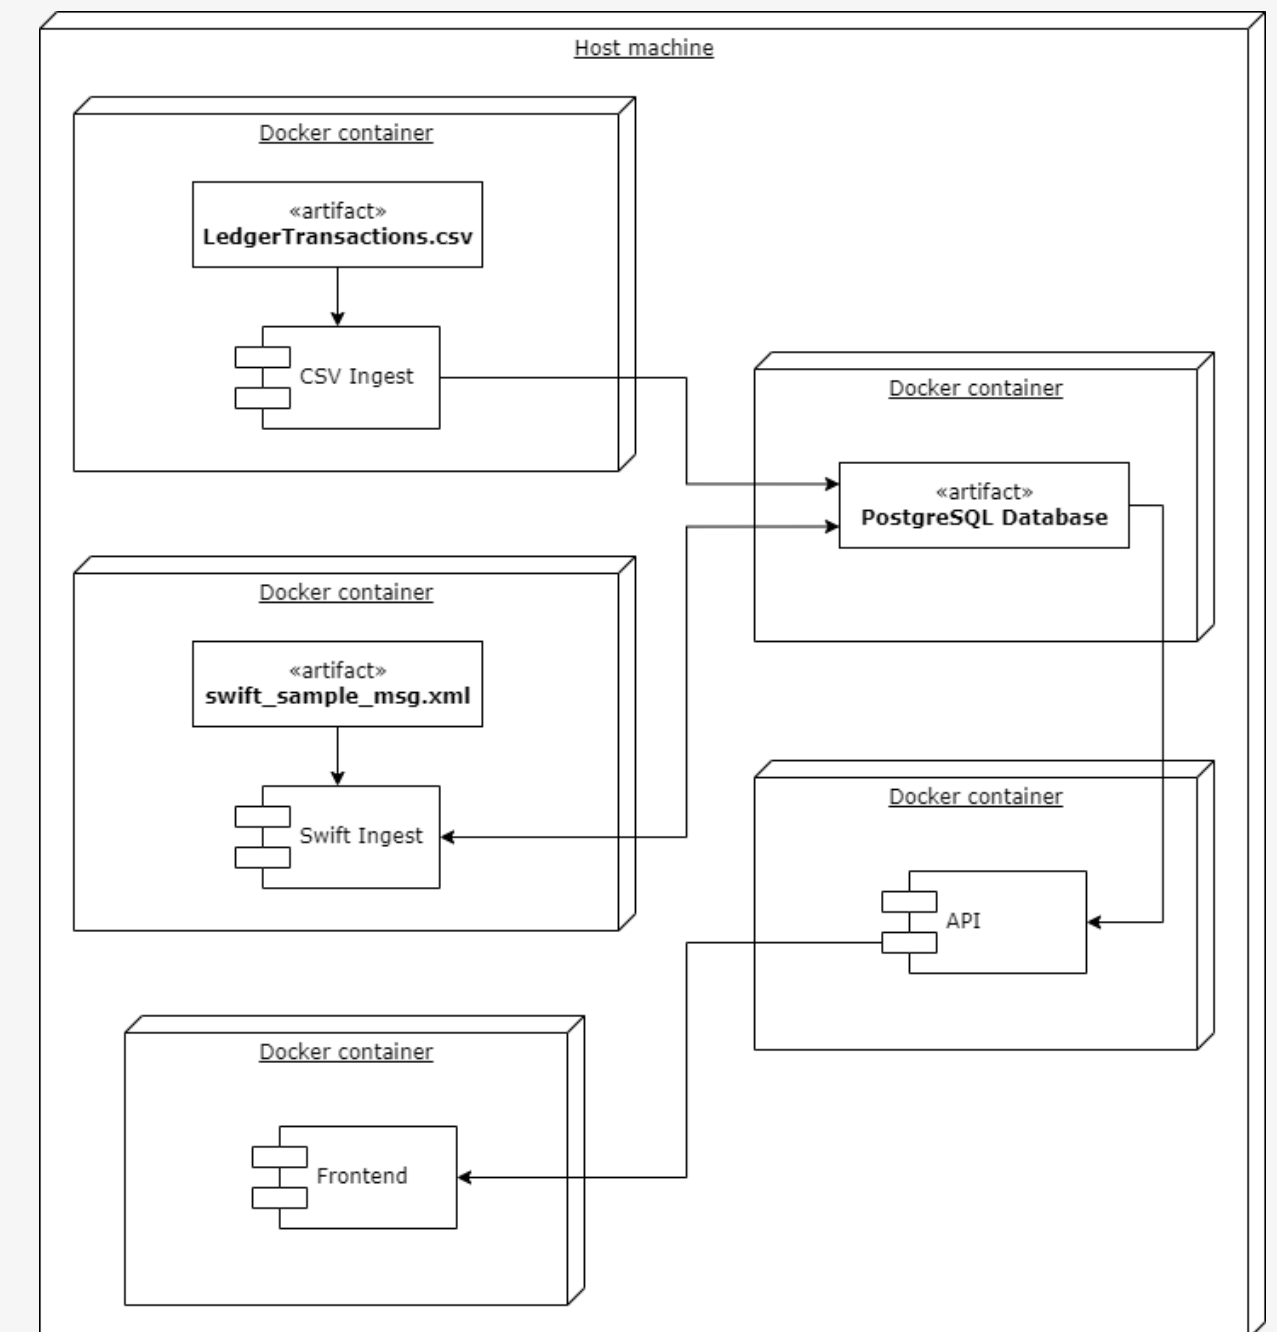 Host machine
Docker container
«artifact»
LedgerTransactions.csv
CSV Ingest
Docker container
«artifact»
PostgreSQL Database
Docker container
«artifact»
swift_sample_msg.xml
Swift Ingest
Docker container
API
Docker container
Frontend